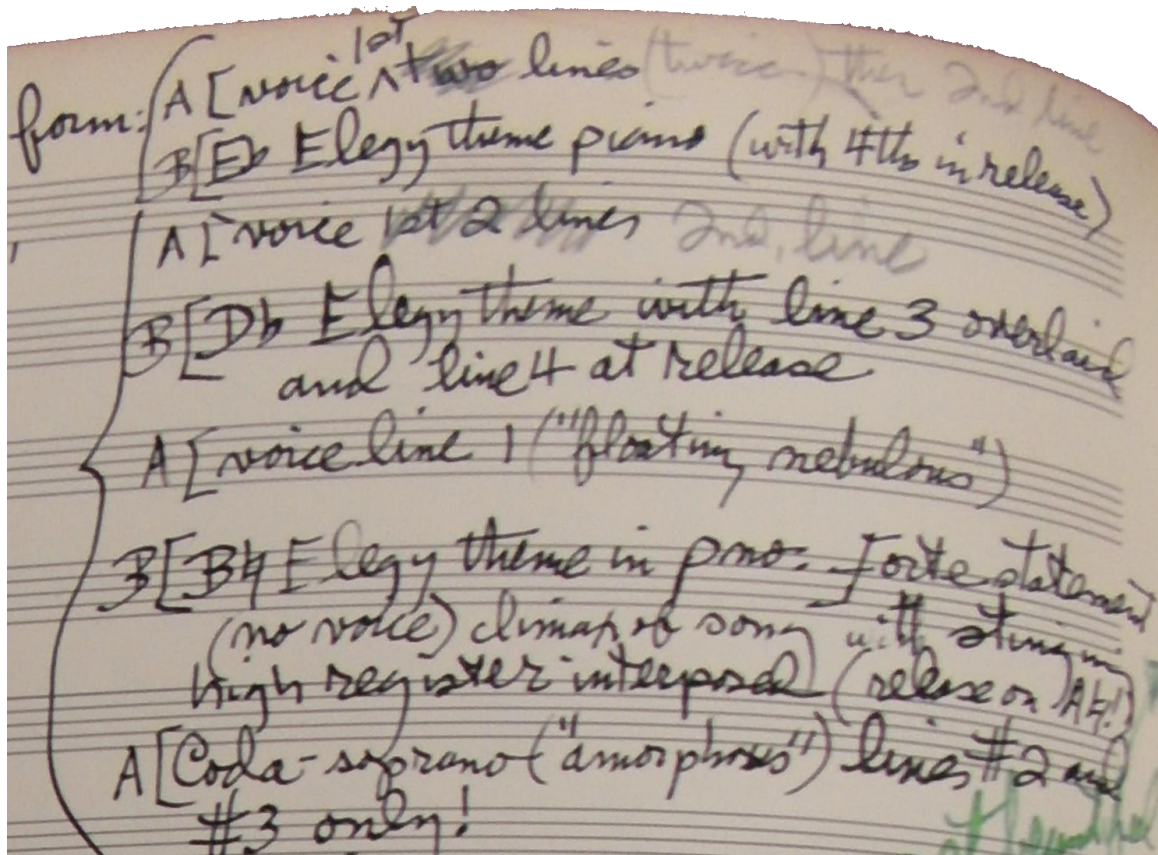 1st
form: A [voice ^ two lines (twice) then 2nd line
B[Eb Elegy theme piano (with 4ths in release)
A [voice 1st 2 lines 2nd line
B[Db Elegy theme with line 3 overlaid
and line 4 at release
A [voice line 1 ("floating, nebulous")
B[B♮ Elegy theme in pno. Forte statement
(no voice) climax of song with sting in
high register interposed (release on A♮!)
A [Coda - soprano ("amorphous") lines #2 and
#3 only!